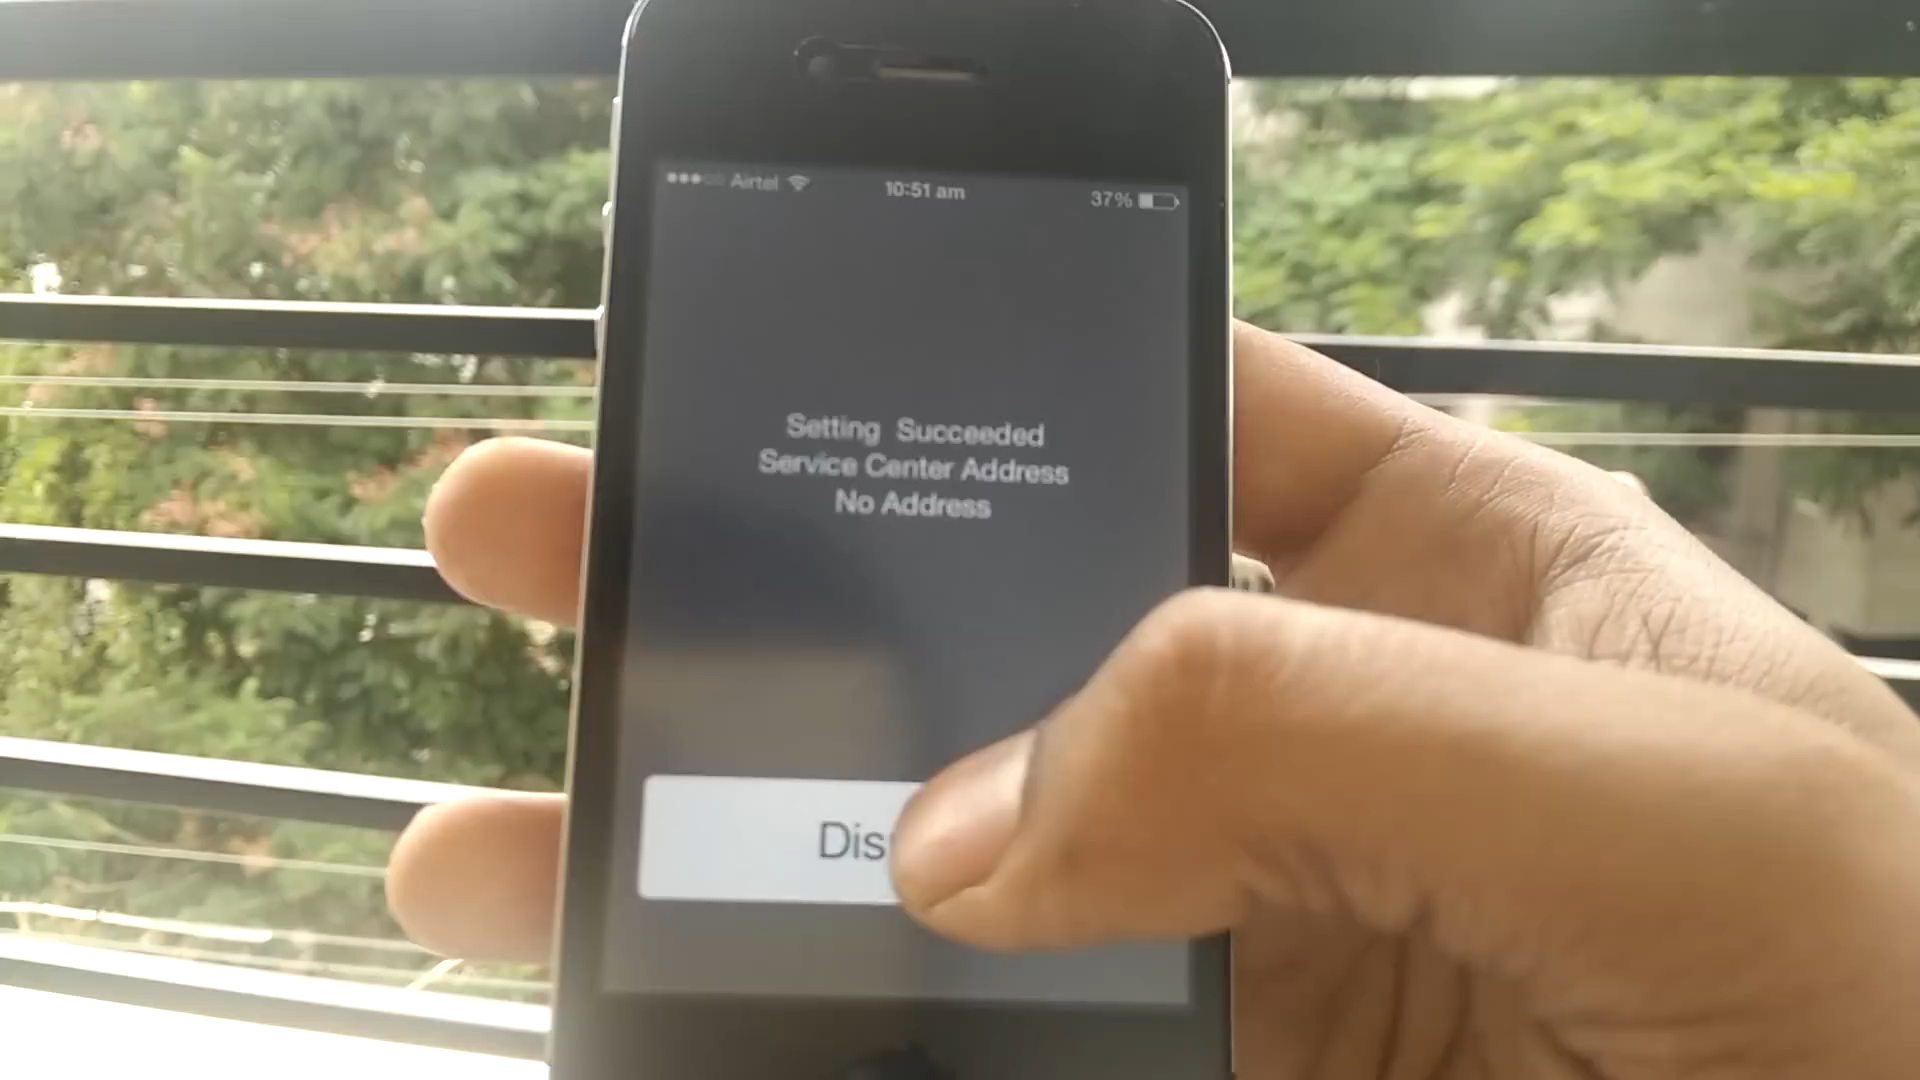 Airtel 10:51 am 37%
Setting Succeeded
Service Center Address
No Address
Dis